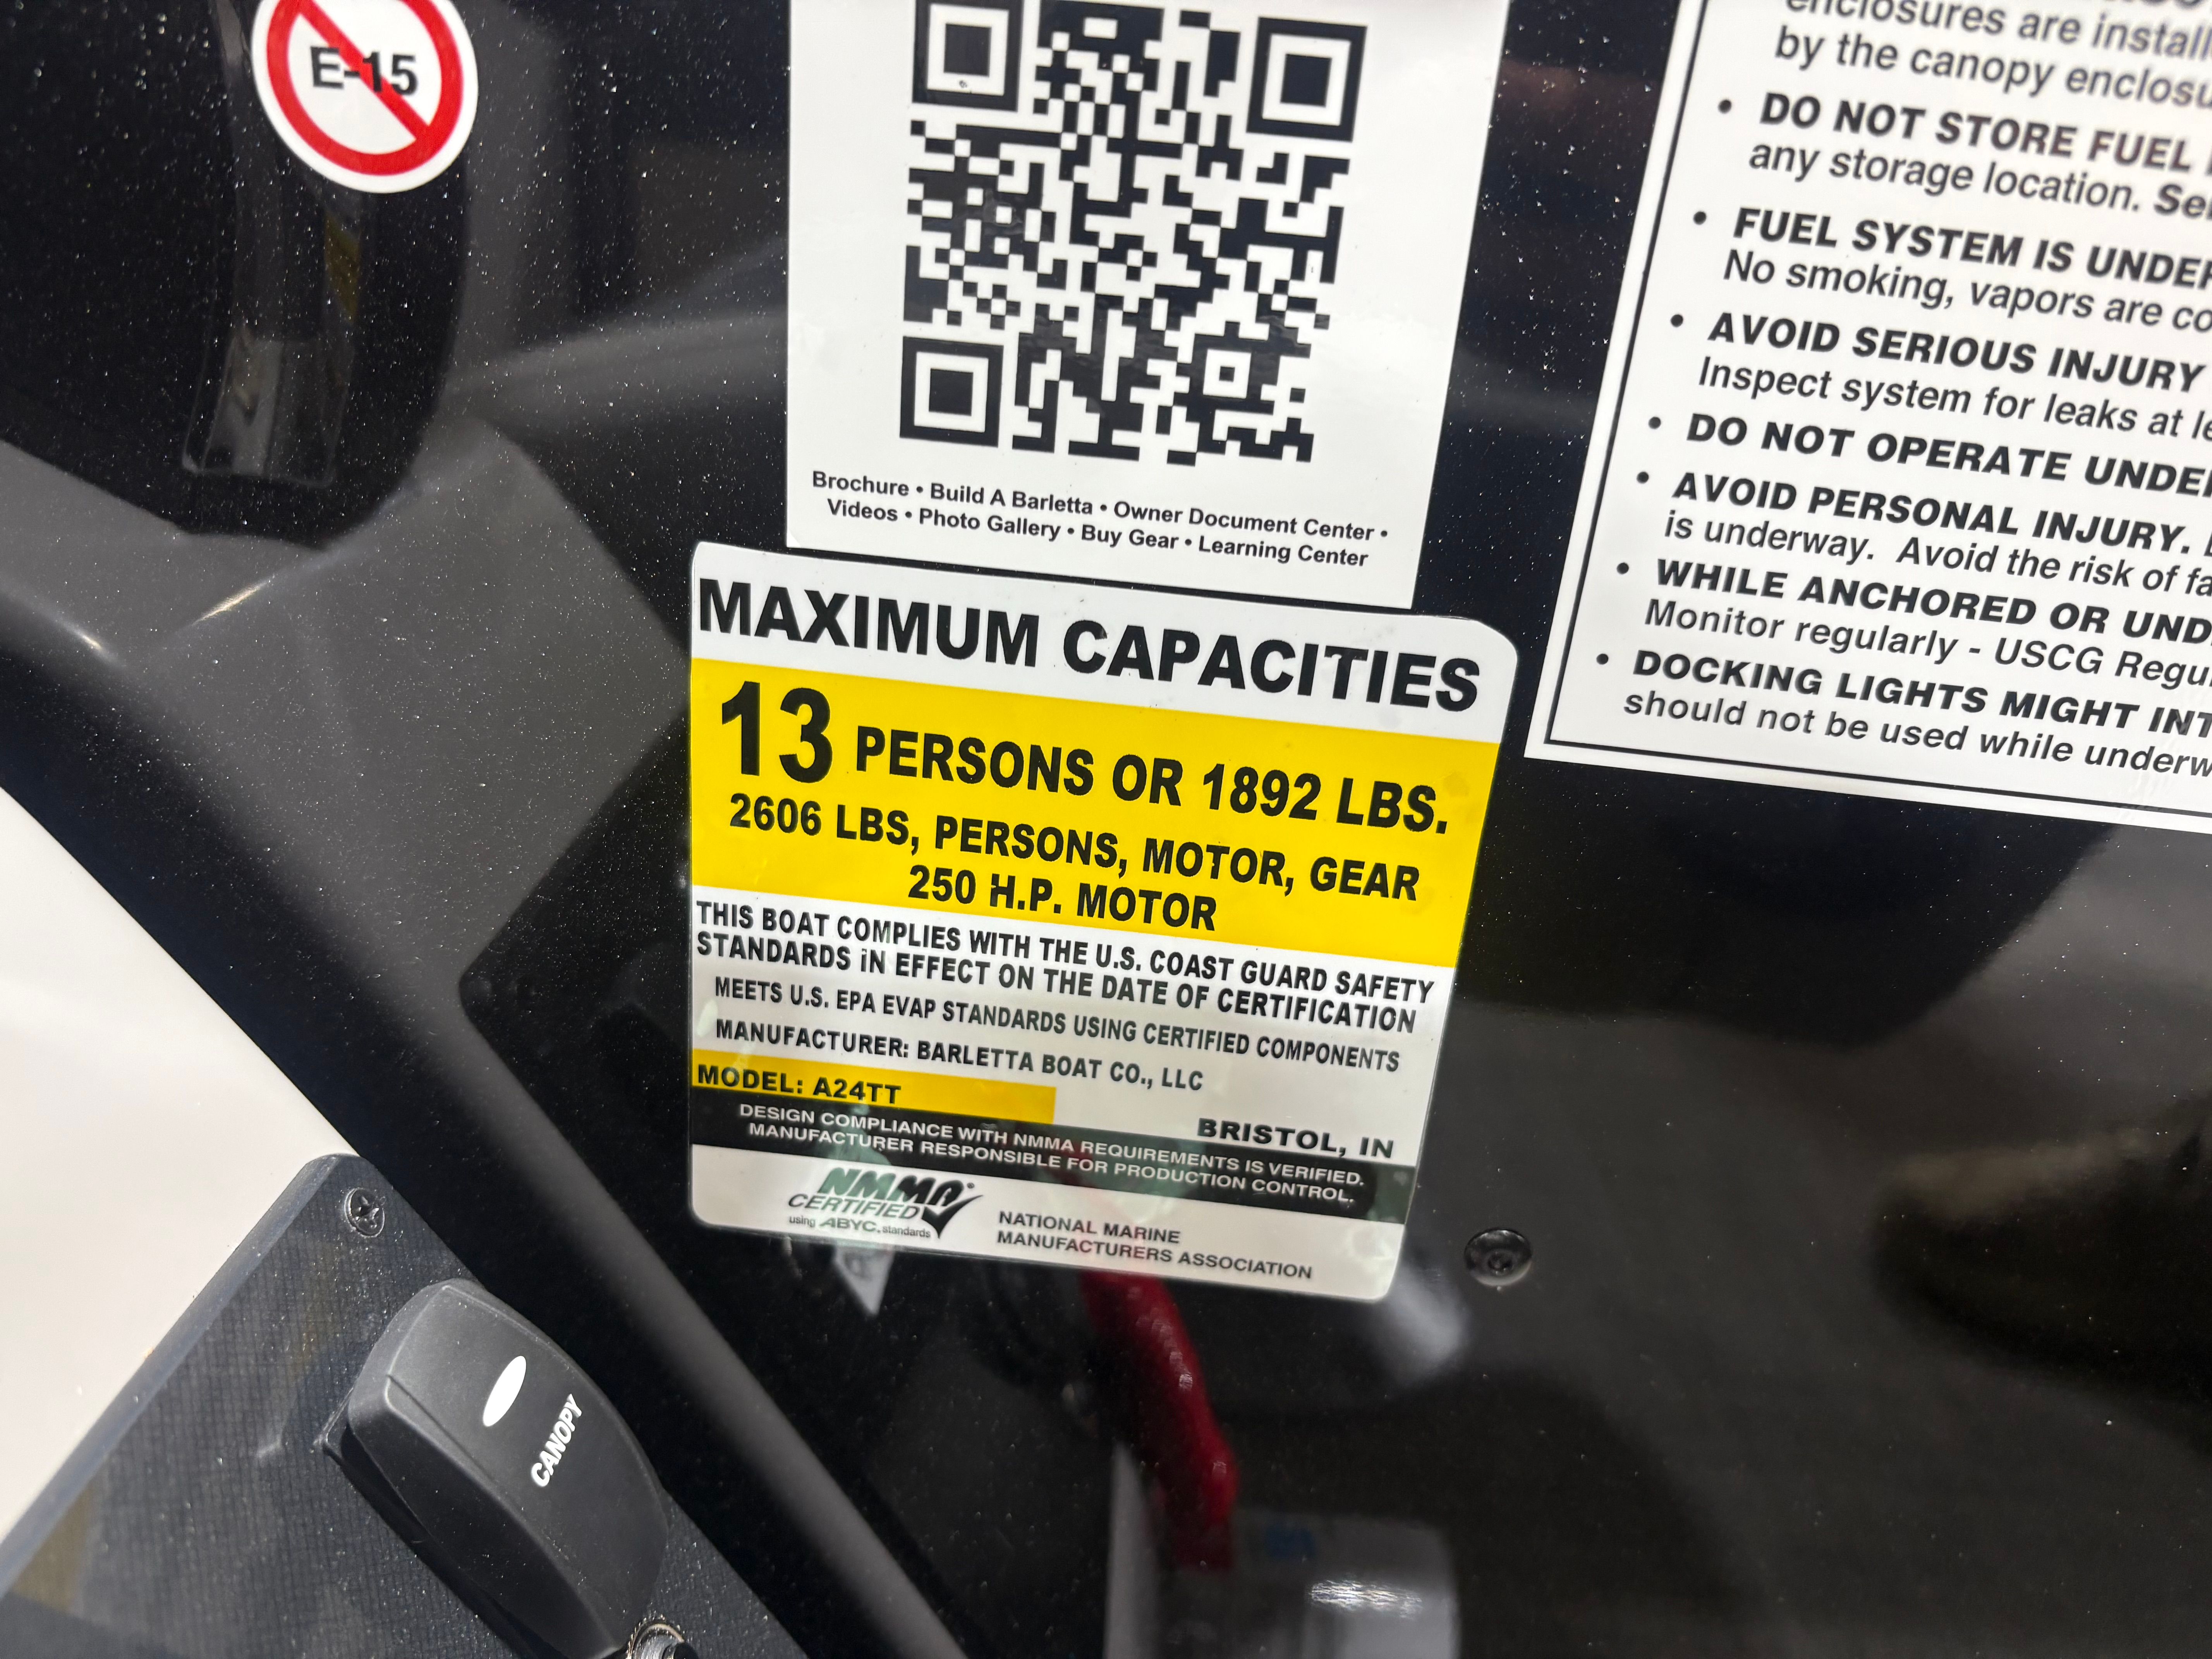 E-15
Brochure • Build A Barletta • Owner Document Center •
Videos • Photo Gallery • Buy Gear • Learning Center
MAXIMUM CAPACITIES
13 PERSONS OR 1892 LBS.
2606 LBS, PERSONS, MOTOR, GEAR
250 H.P. MOTOR
THIS BOAT COMPLIES WITH THE U.S. COAST GUARD SAFETY
STANDARDS iN EFFECT ON THE DATE OF CERTIFICATION
MEETS U.S. EPA EVAP STANDARDS USING CERTIFIED COMPONENTS
MANUFACTURER: BARLETTA BOAT CO., LLC
MODEL: A24TT
BRISTOL, IN
DESIGN COMPLIANCE WITH NMMA REQUIREMENTS IS VERIFIED.
MANUFACTURER RESPONSIBLE FOR PRODUCTION CONTROL.
NMMA®
CERTIFIED
using ABYC. standards
NATIONAL MARINE
MANUFACTURERS ASSOCIATION
enclosures are
by the canopy
• DO NOT STORE FUEL
any storage location.
• FUEL SYSTEM IS
No smoking, vapors are
• AVOID SERIOUS INJURY
Inspect system for leaks at
• DO NOT OPERATE
• AVOID PERSONAL INJURY.
is underway. Avoid the risk of
• WHILE ANCHORED OR
Monitor regularly - USCG
• DOCKING LIGHTS MIGHT
should not be used while
CANOPY